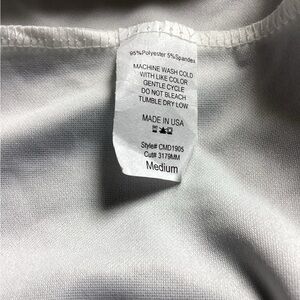 95%Polyester 5%Spandex
MACHINE WASH COLD
WITH LIKE COLOR
GENTLE CYCLE
DO NOT BLEACH
TUMBLE DRY LOW
MADE IN USA
Style# CMD1905
Cut# 3179MM
Medium